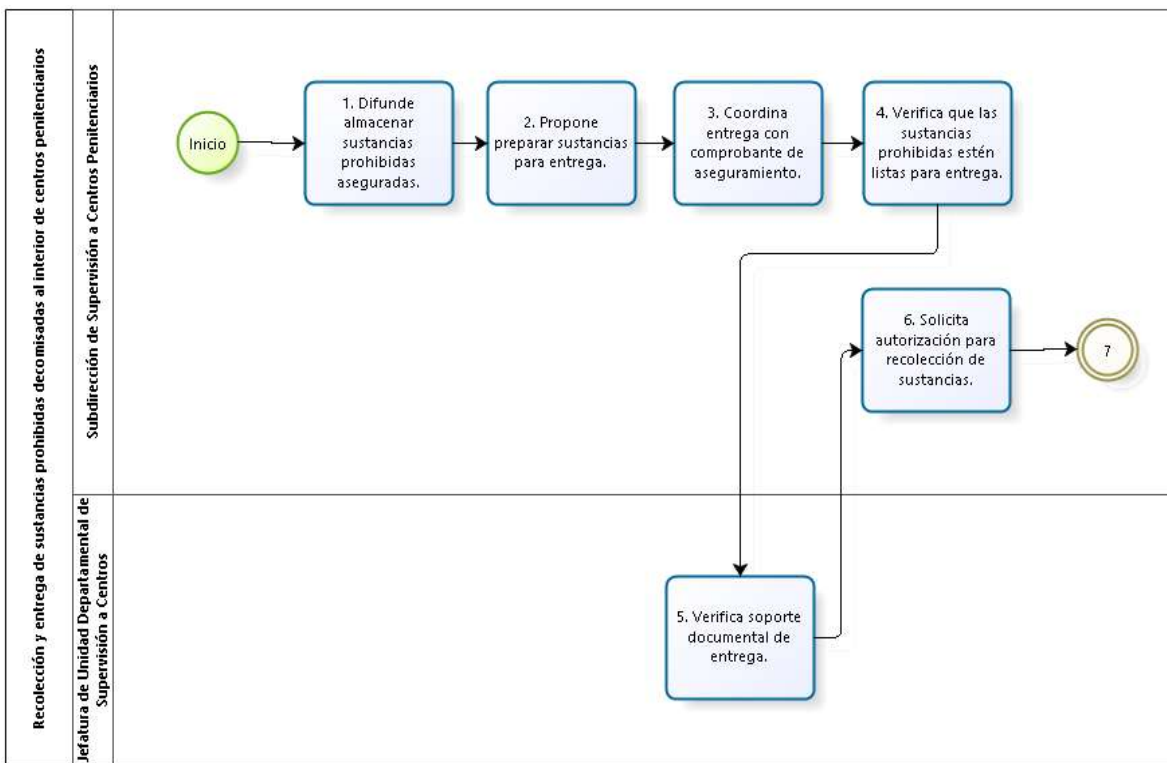 Recolección y entrega de sustancias prohibidas decomisadas al interior de centros penitenciarios
Subdirección de Supervisión a Centros Penitenciarios
Inicio
1. Difunde
almacenar
sustancias
prohibidas
aseguradas.
2. Propone
preparar sustancias
para entrega.
3. Coordina
entrega con
comprobante de
aseguramiento.
4. Verifica que las
sustancias
prohibidas estén
listas para entrega.
6. Solicita
autorización para
recolección de
sustancias.
7
Jefatura de Unidad Departamental de
Supervisión a Centros
5. Verifica soporte
documental de
entrega.